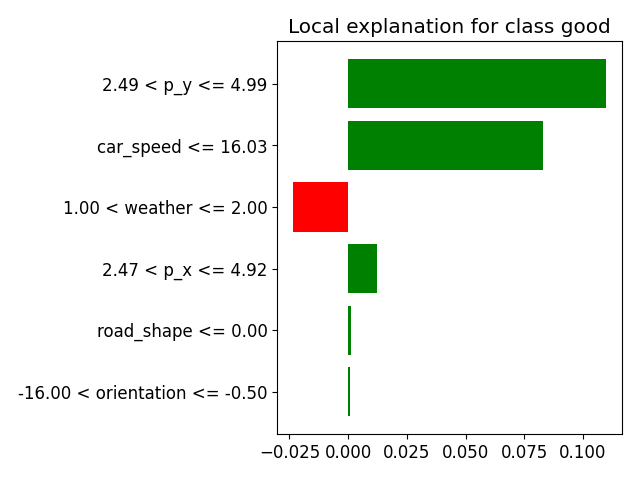 Local explanation for class good
2.49 < p_y <= 4.99
car_speed <= 16.03
1.00 < weather <= 2.00
2.47 < p_x <= 4.92
road_shape <= 0.00
-16.00 < orientation <= -0.50
−0.025 0.000 0.025 0.050 0.075 0.100